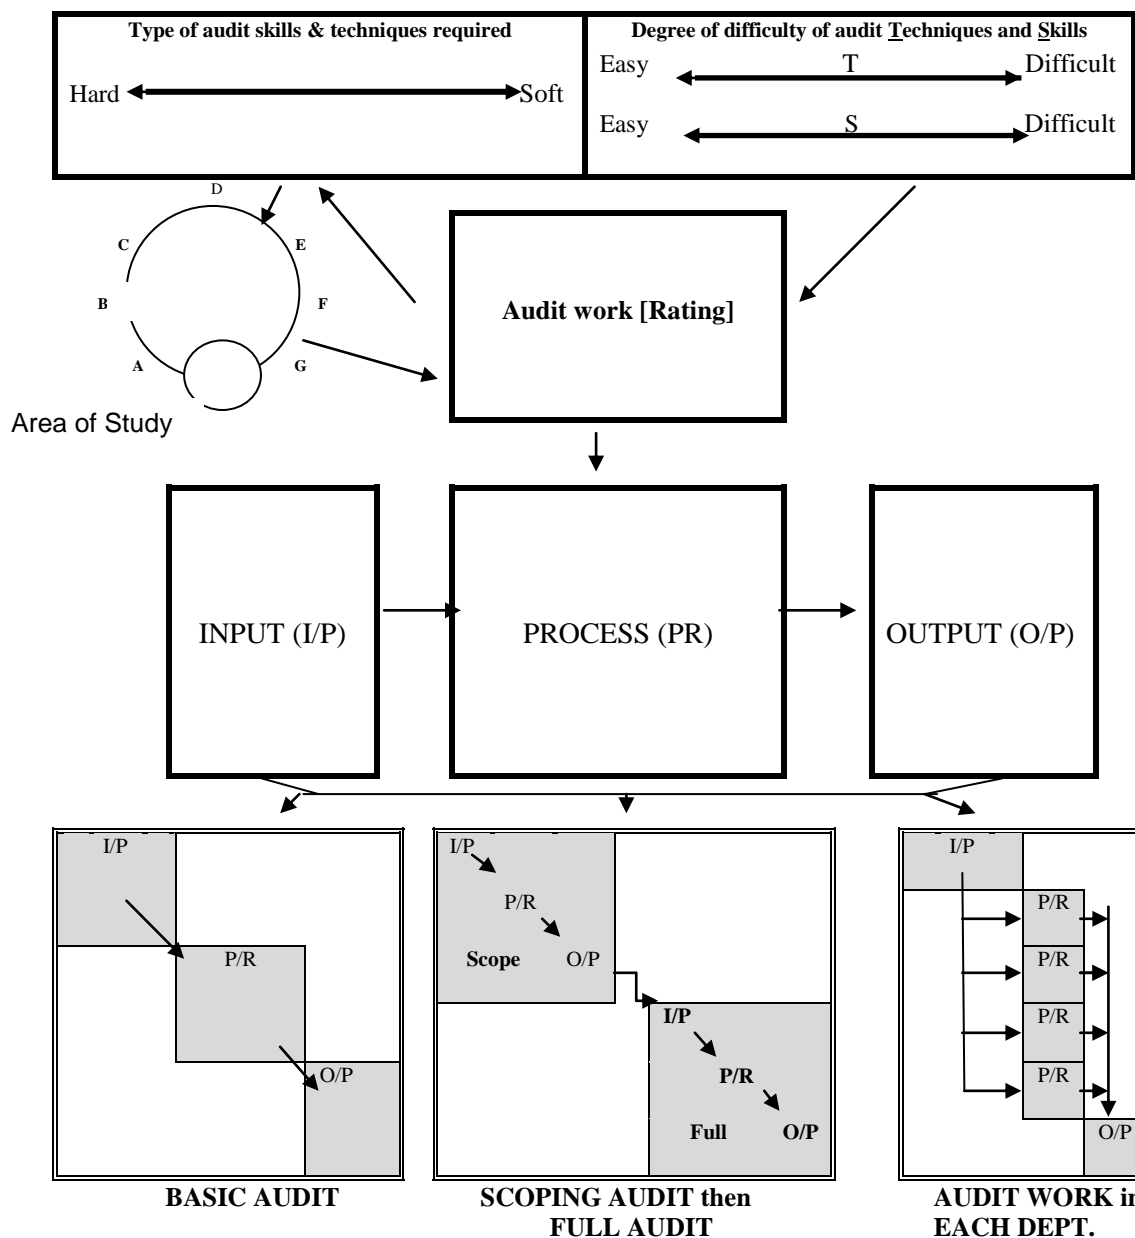 Type of audit skills & techniques required
Hard
Soft
Degree of difficulty of audit Techniques and Skills
Easy
T
Difficult
Easy
S
Difficult
D
C
E
B
F
A
G
Area of Study
Audit work [Rating]
INPUT (I/P)
PROCESS (PR)
OUTPUT (O/P)
I/P
P/R
O/P
BASIC AUDIT
I/P
P/R
Scope
O/P
I/P
P/R
Full
O/P
SCOPING AUDIT then
FULL AUDIT
I/P
P/R
P/R
P/R
P/R
O/P
AUDIT WORK in
EACH DEPT.